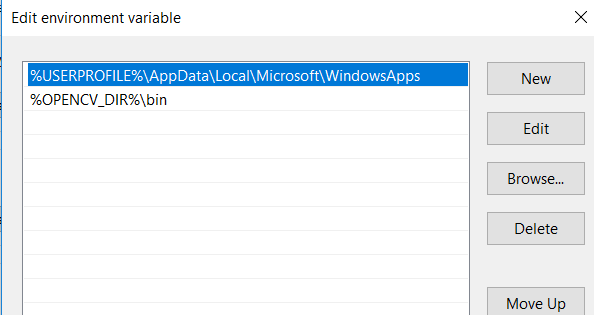 Edit environment variable
%USERPROFILE%\AppData\Local\Microsoft\WindowsApps
%OPENCV_DIR%\bin
New
Edit
Browse...
Delete
Move Up